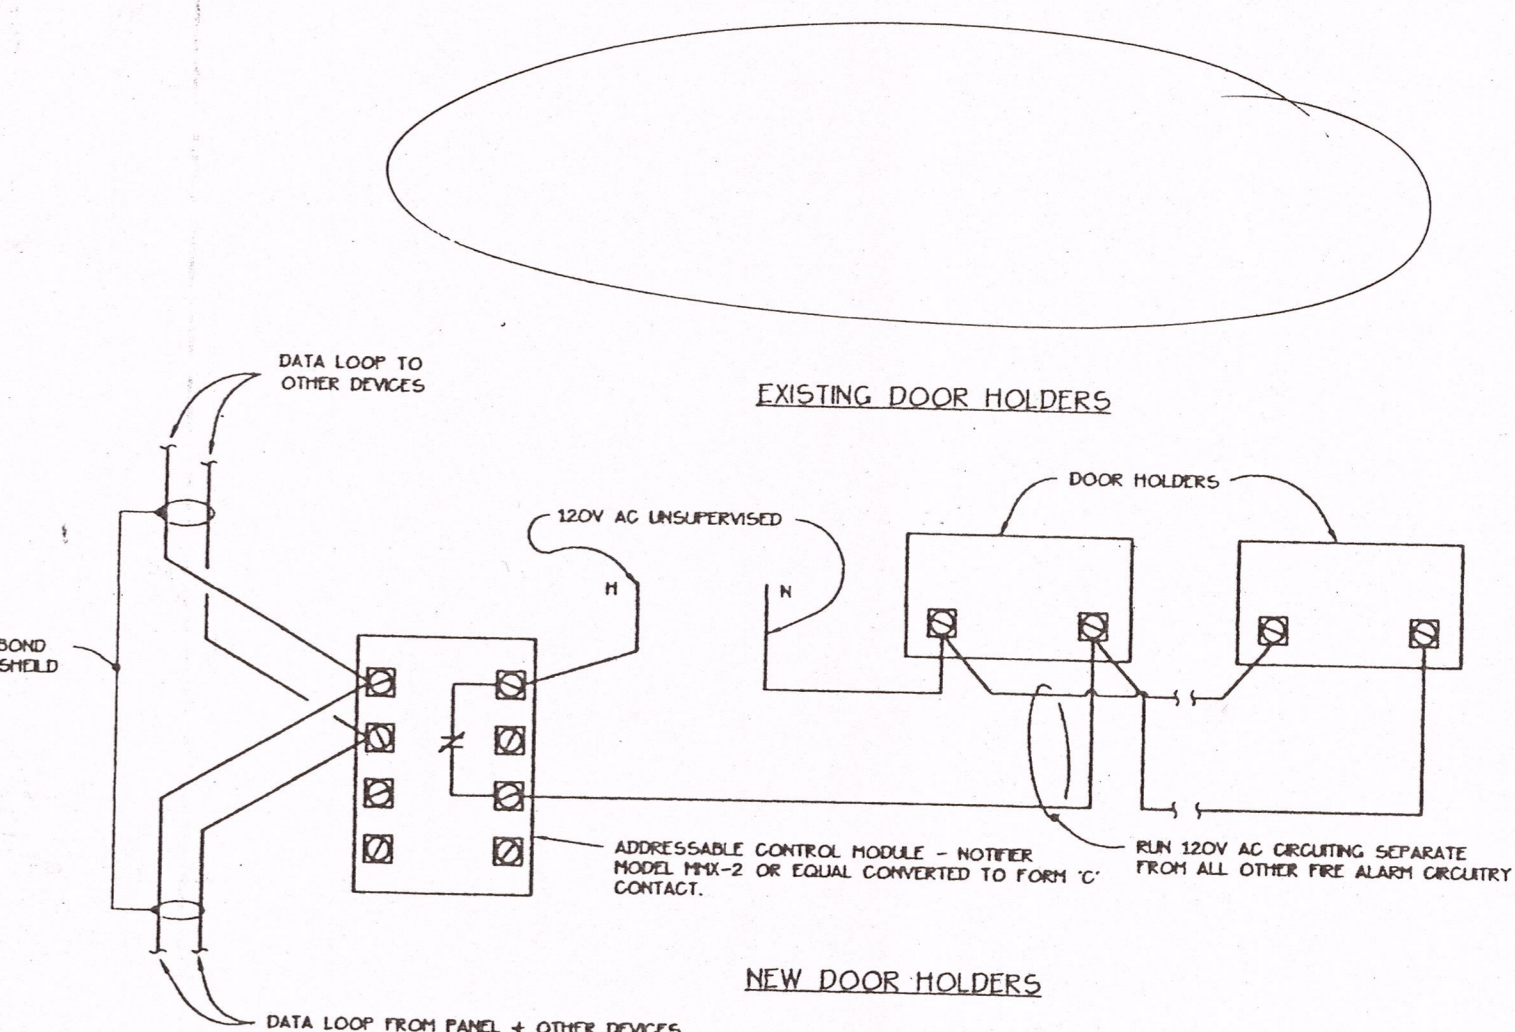 DATA LOOP TO
OTHER DEVICES
EXISTING DOOR HOLDERS
DOOR HOLDERS
120V AC UNSUPERVISED
H
N
BOND
SHEILD
ADDRESSABLE CONTROL MODULE - NOTIFIER
MODEL MMX-2 OR EQUAL CONVERTED TO FORM 'C'
CONTACT.
RUN 120V AC CIRCUITING SEPARATE
FROM ALL OTHER FIRE ALARM CIRCUITRY
NEW DOOR HOLDERS
DATA LOOP FROM PANEL + OTHER DEVICES